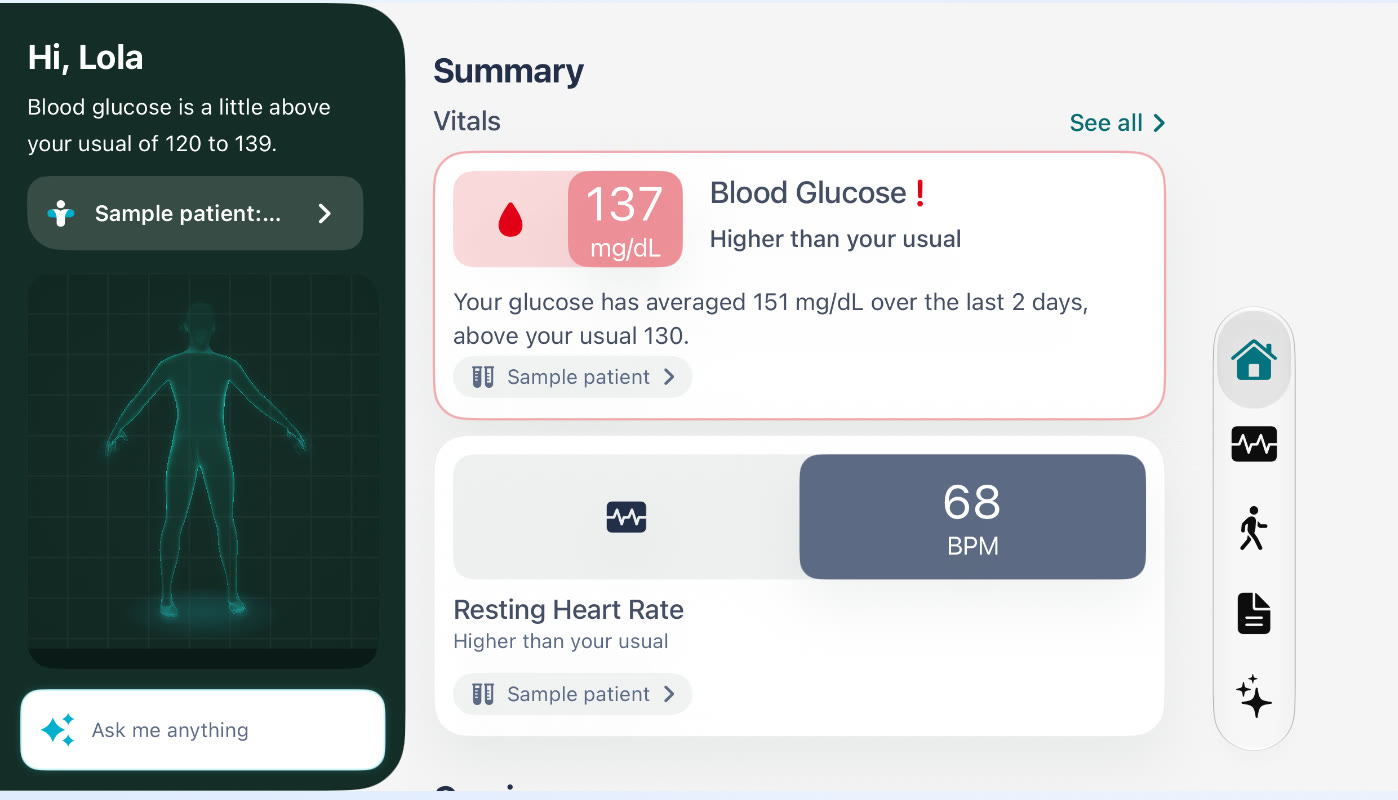 Hi, Lola
Blood glucose is a little above
your usual of 120 to 139.
Sample patient:...
Ask me anything
Summary
Vitals
See all
137
mg/dL
Blood Glucose !
Higher than your usual
Your glucose has averaged 151 mg/dL over the last 2 days,
above your usual 130.
Sample patient
68
BPM
Resting Heart Rate
Higher than your usual
Sample patient